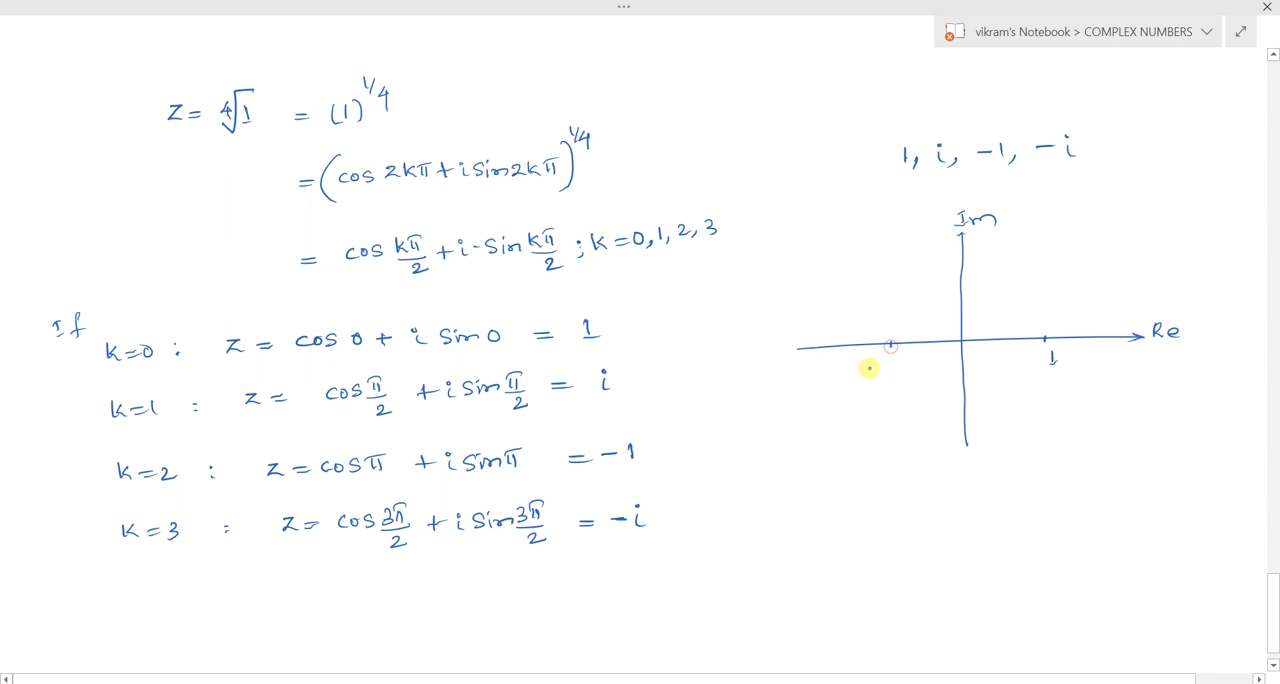 vikram's Notebook > COMPLEX NUMBERS
z = ∜1 = (1)^1/4
= (cos 2kπ + i sin 2kπ)^1/4
= cos kπ/2 + i · sin kπ/2 ; k = 0, 1, 2, 3
If
k=0 : z = cos 0 + i sin 0 = 1
k=1 : z = cos π/2 + i sin π/2 = i
k=2 : z = cos π + i sin π = -1
k=3 : z = cos 3π/2 + i sin 3π/2 = -i
1, i, -1, -i
Im
Re
1